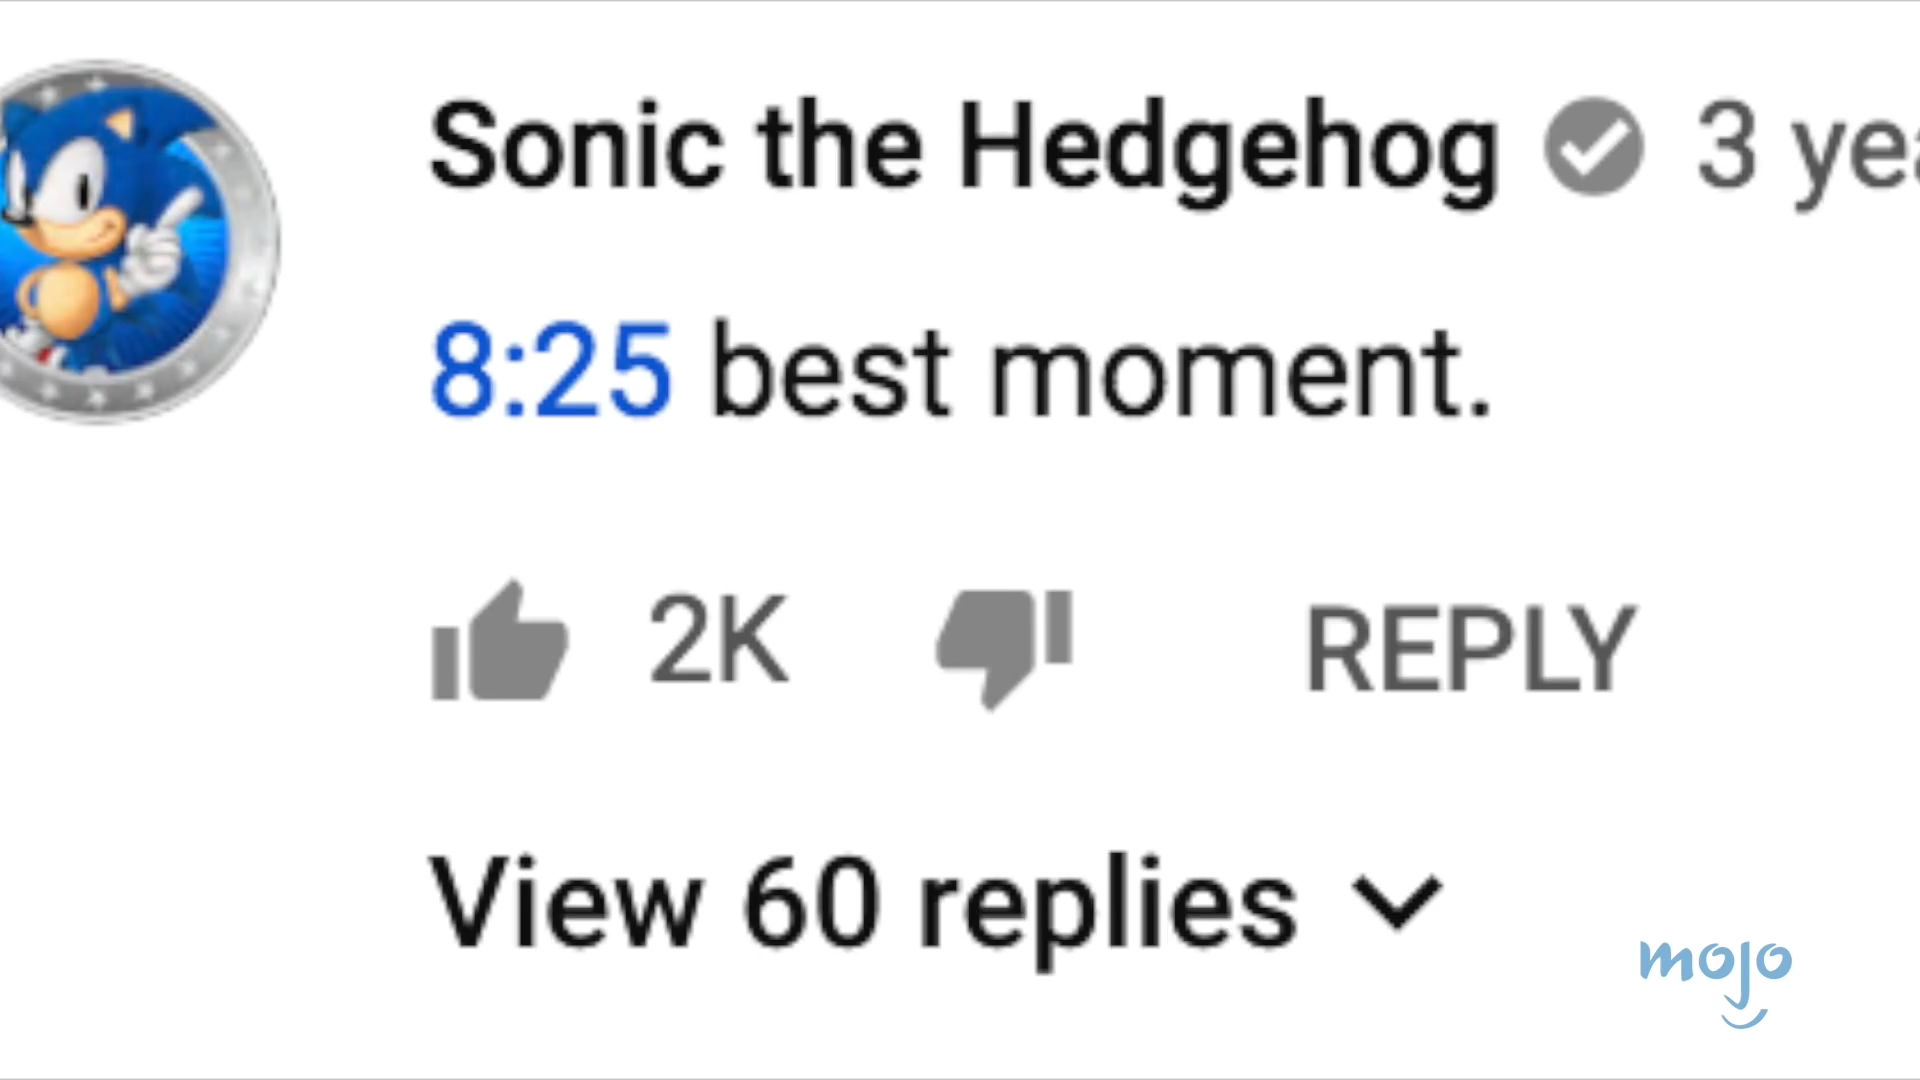 Sonic the Hedgehog 3 yea
8:25 best moment.
2K REPLY
View 60 replies
mojo